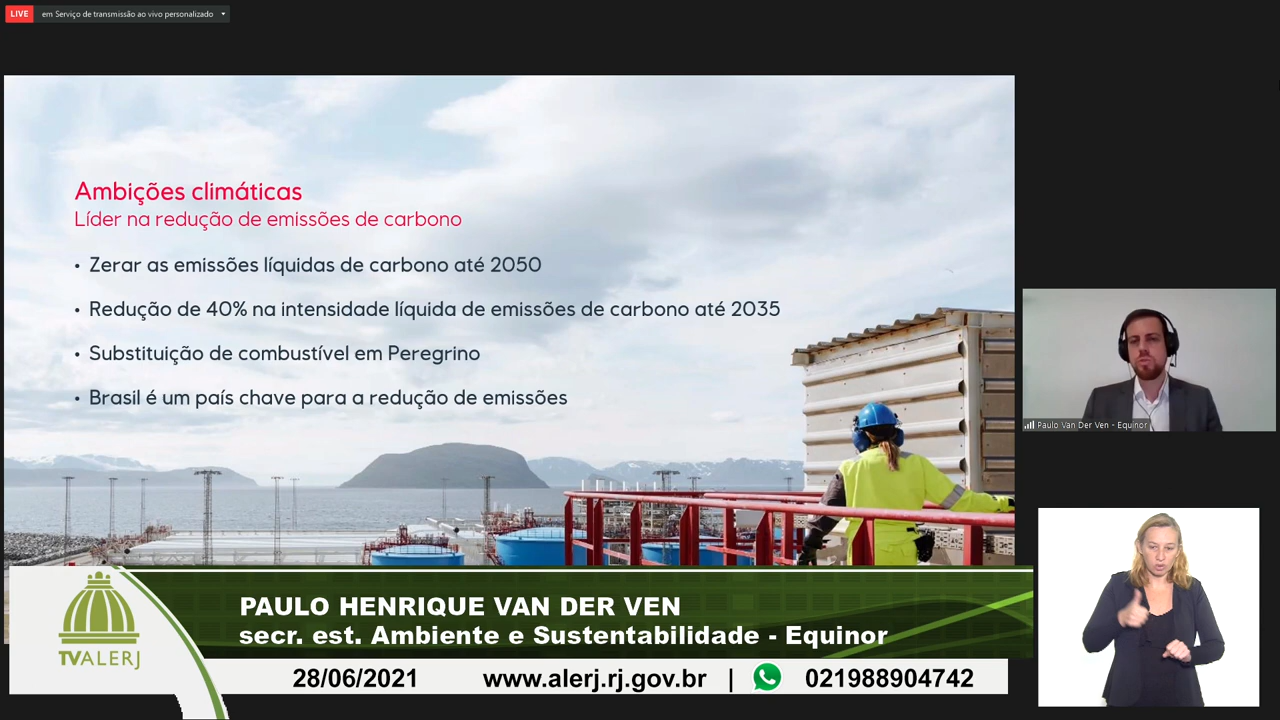 LIVE em Serviço de transmissão ao vivo personalizado
Ambições climáticas
Líder na redução de emissões de carbono
• Zerar as emissões líquidas de carbono até 2050
• Redução de 40% na intensidade líquida de emissões de carbono até 2035
• Substituição de combustível em Peregrino
• Brasil é um país chave para a redução de emissões
Paulo Van Der Ven - Equinor
PAULO HENRIQUE VAN DER VEN
secr. est. Ambiente e Sustentabilidade - Equinor
TVALERJ
28/06/2021 www.alerj.rj.gov.br | 021988904742